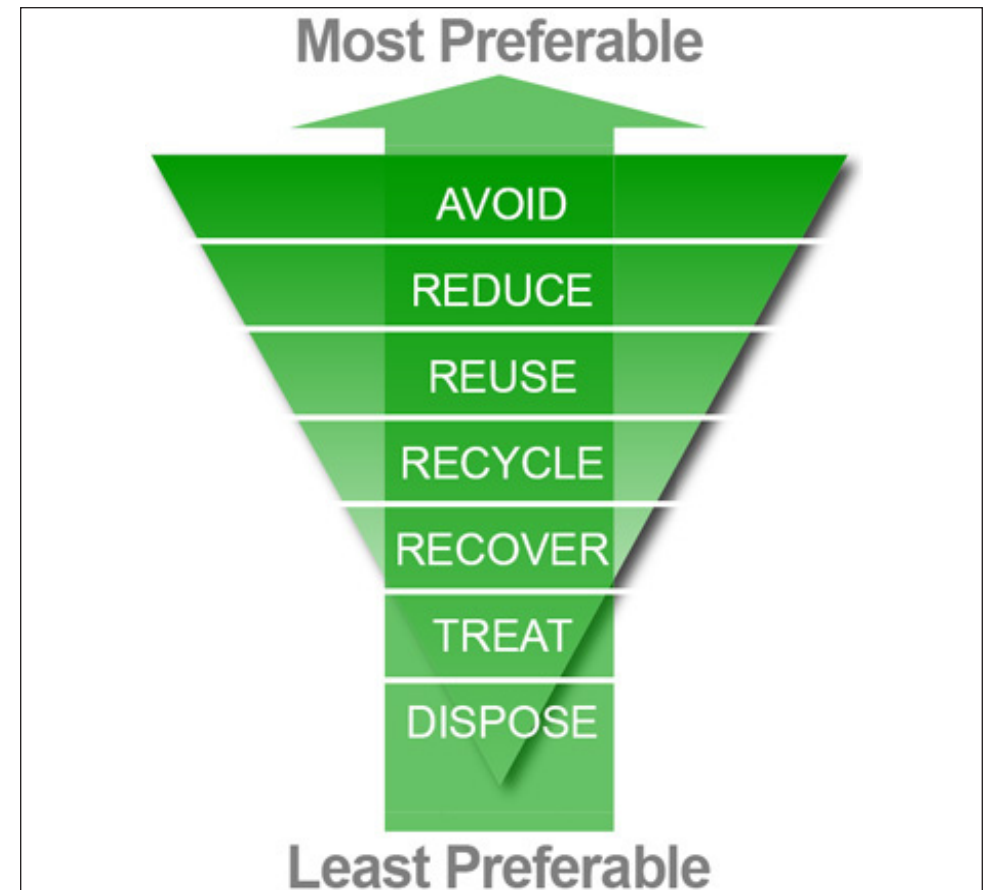 Most Preferable
AVOID
REDUCE
REUSE
RECYCLE
RECOVER
TREAT
DISPOSE
Least Preferable